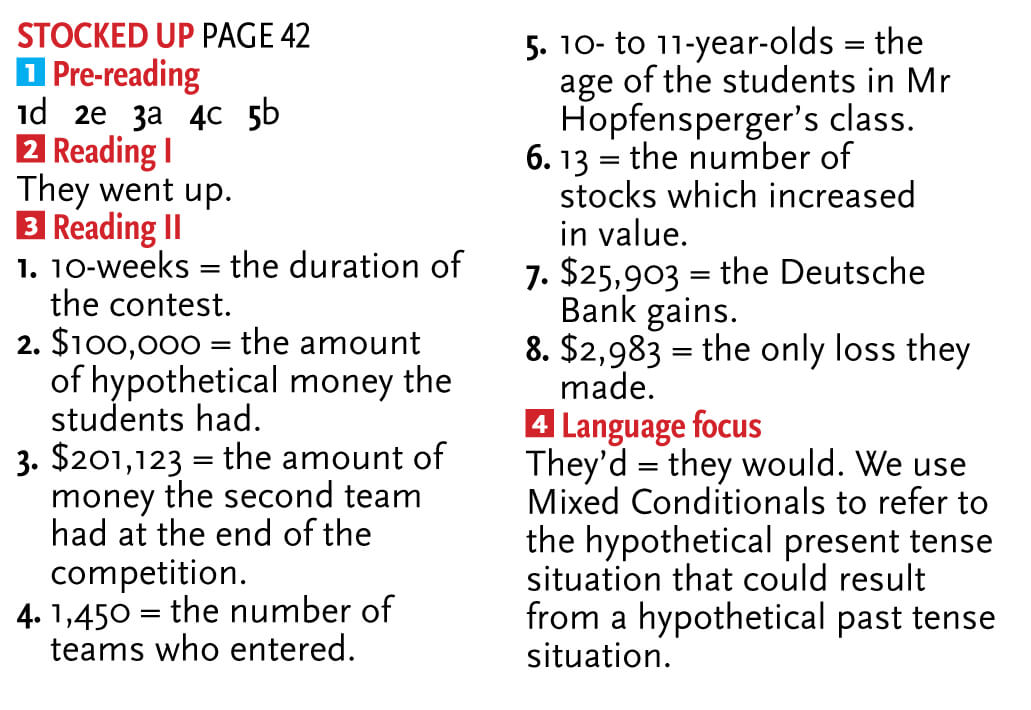 STOCKED UP PAGE 42
1 Pre-reading
1d 2e 3a 4c 5b
2 Reading I
They went up.
3 Reading II
1. 10-weeks = the duration of
the contest.
2. $100,000 = the amount
of hypothetical money the
students had.
3. $201,123 = the amount of
money the second team
had at the end of the
competition.
4. 1,450 = the number of
teams who entered.
5. 10- to 11-year-olds = the
age of the students in Mr
Hopfensperger’s class.
6. 13 = the number of
stocks which increased
in value.
7. $25,903 = the Deutsche
Bank gains.
8. $2,983 = the only loss they
made.
4 Language focus
They’d = they would. We use
Mixed Conditionals to refer to
the hypothetical present tense
situation that could result
from a hypothetical past tense
situation.